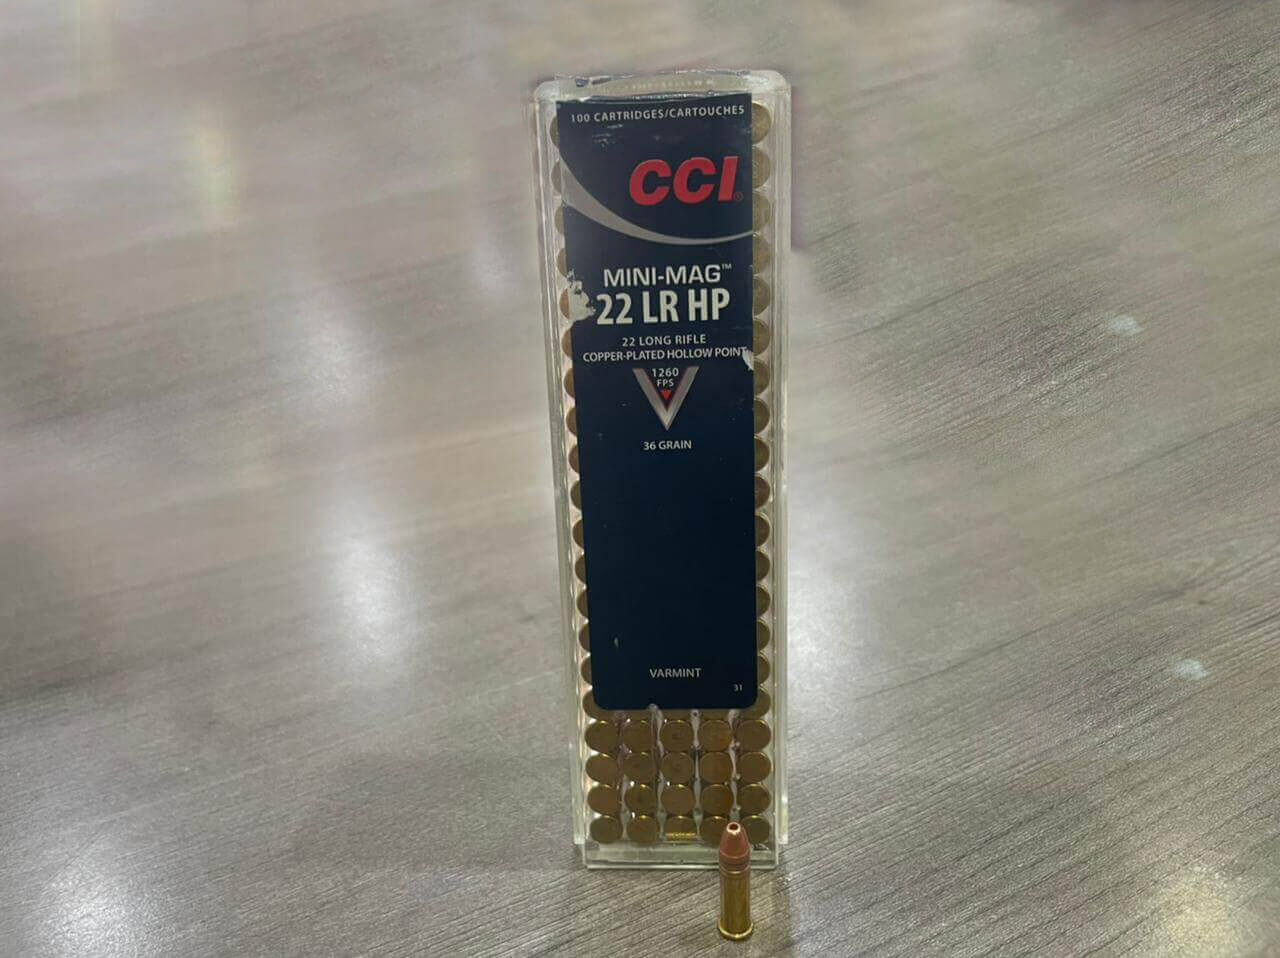 100 CARTRIDGES/CARTOUCHES
CCI®
MINI-MAG™
22 LR HP
22 LONG RIFLE
COPPER-PLATED HOLLOW POINT
1260
FPS
36 GRAIN
VARMINT
31